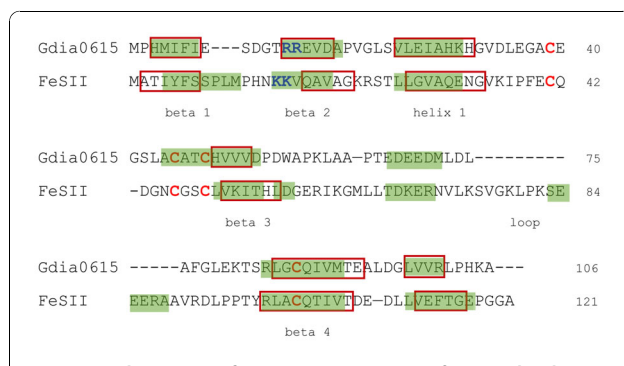 Gdia0615 MPHMIFIE---SDGTRREVDAPVGLSVLEIAHKHGVDLEGACE 40
FeSII MATIYFSSPLMPHNKKVQAVAGKRSTLLGVAQENGVKIPFECQ 42
beta 1 beta 2 helix 1
Gdia0615 GSLACATCHVVVDPDWAPKLAA—PTEDEEDMLDL--------- 75
FeSII -DGNCGSCLVKITHLDGERIKGMLLTDKERNVLKSVGKLPKSE 84
beta 3 loop
Gdia0615 -----AFGLEKTSRLGCQIVMTEALDGLVVRLPHKA--- 106
FeSII EERAAVRDLPPTYRLACQTIVTDE—DLLVEFTGEPGGA 121
beta 4